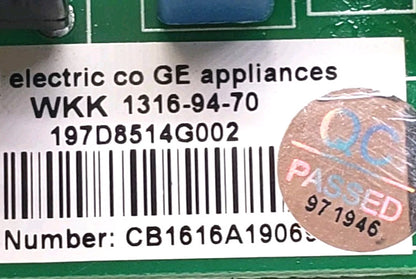 electric co GE appliances
WKK 1316-94-70
197D8514G002
QC
PASSED
971946
Number: CB1616A1906